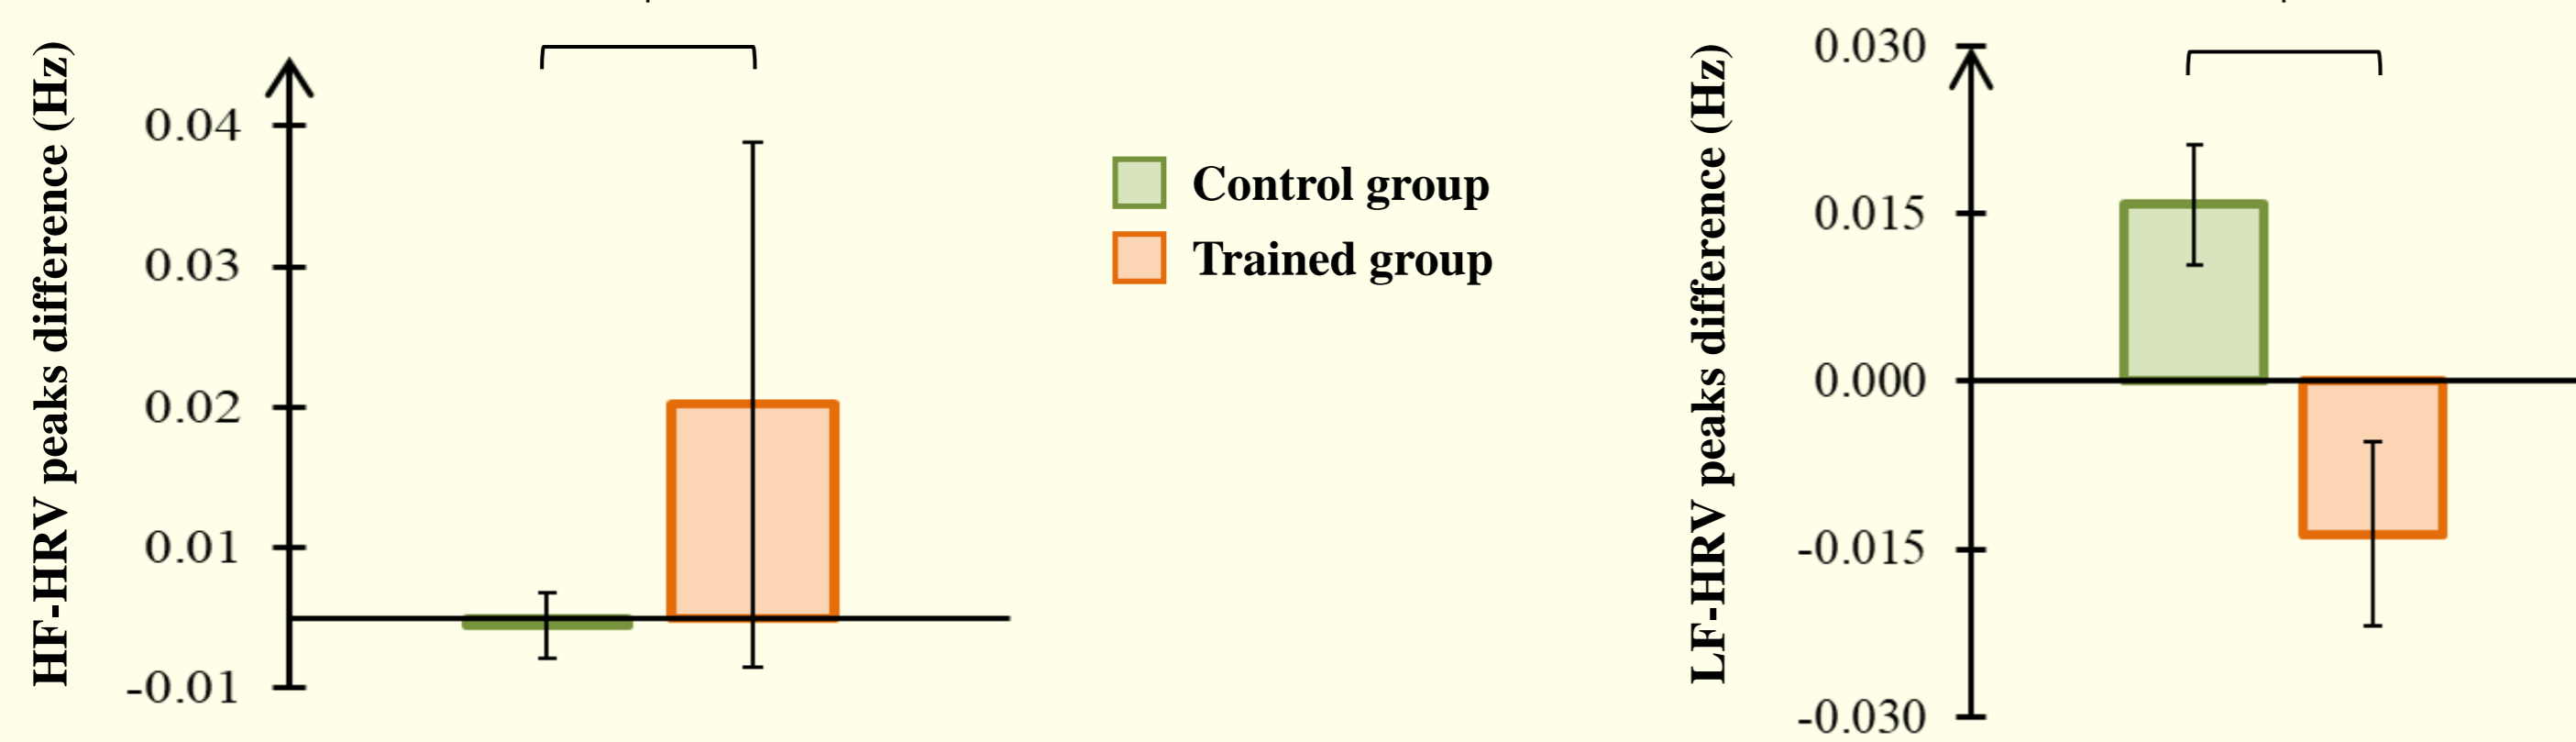 HF-HRV peaks difference (Hz)
0.04
0.03
0.02
0.01
-0.01
Control group
Trained group
LF-HRV peaks difference (Hz)
0.030
0.015
0.000
-0.015
-0.030